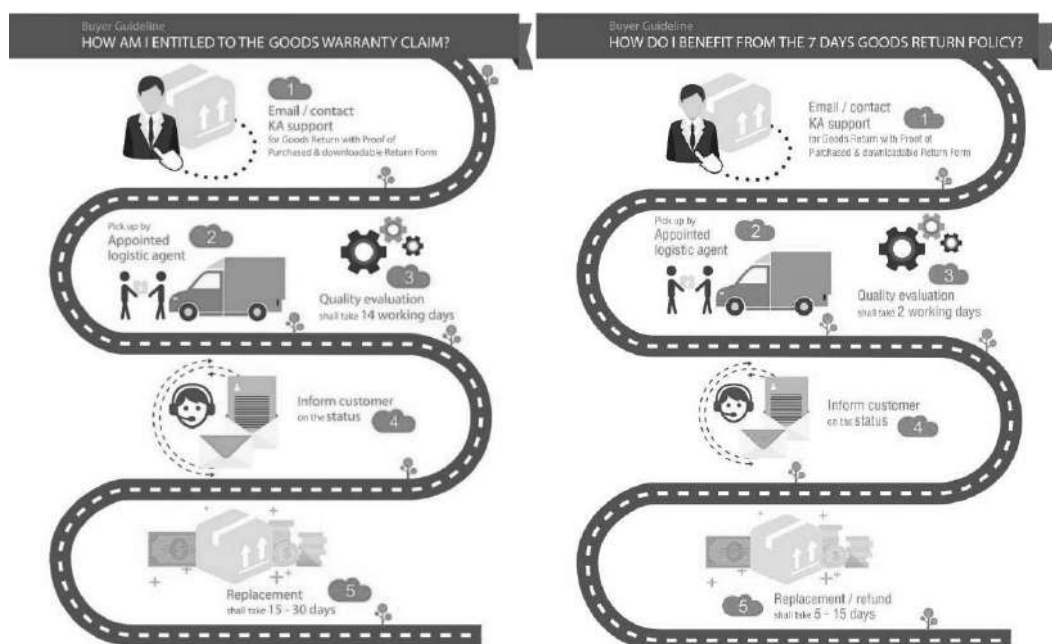 Buyer Guideline
HOW AM I ENTITLED TO THE GOODS WARRANTY CLAIM?
1
Email / contact
KA support
for Goods Return with Proof of
Purchased & downloadable Return Form
Pick up by
Appointed
logistic agent
2
3
Quality evaluation
shall take 14 working days
Inform customer
on the status
4
5
Replacement
shall take 15 - 30 days
Buyer Guideline
HOW DO I BENEFIT FROM THE 7 DAYS GOODS RETURN POLICY?
Email / contact
KA support
1
for Goods Return with Proof of
Purchased & downloadable Return Form
Pick up by
Appointed
logistic agent
2
3
Quality evaluation
shall take 2 working days
Inform customer
on the status
4
5
Replacement / refund
shall take 5 - 15 days